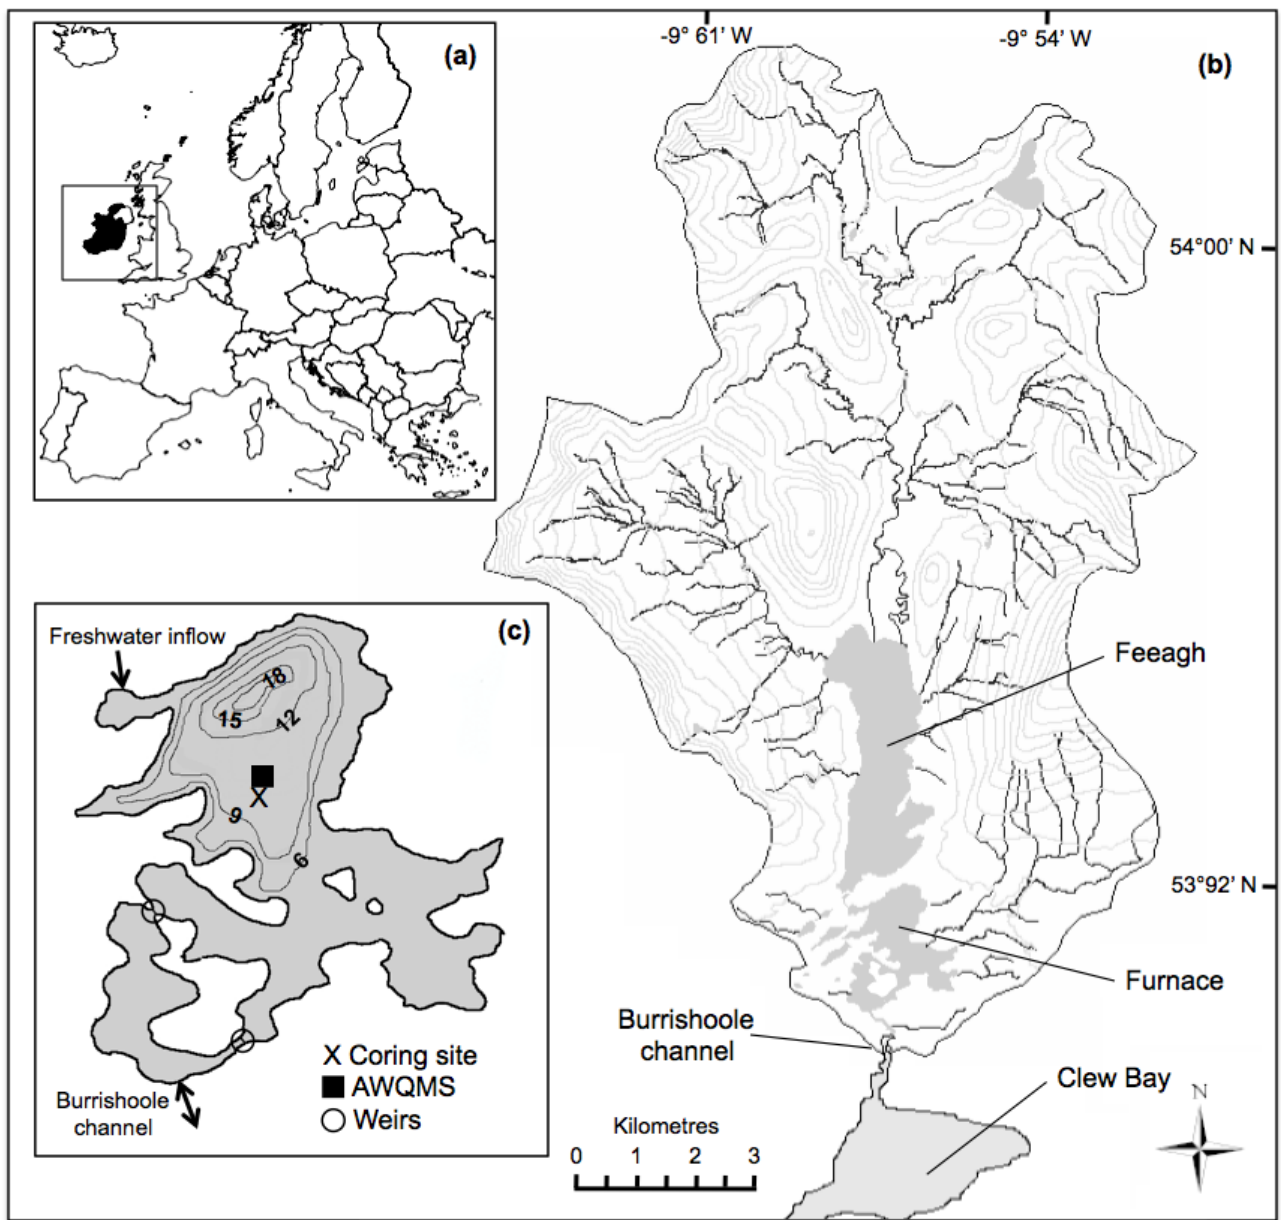 (a)
-9° 61’ W
-9° 54’ W
(b)
54°00’ N
53°92’ N
Feeagh
Furnace
Burrishoole
channel
Clew Bay
Kilometres
0 1 2 3
N
(c)
Freshwater inflow
18
15
12
9
6
X Coring site
AWQMS
Weirs
X
Burrishoole
channel